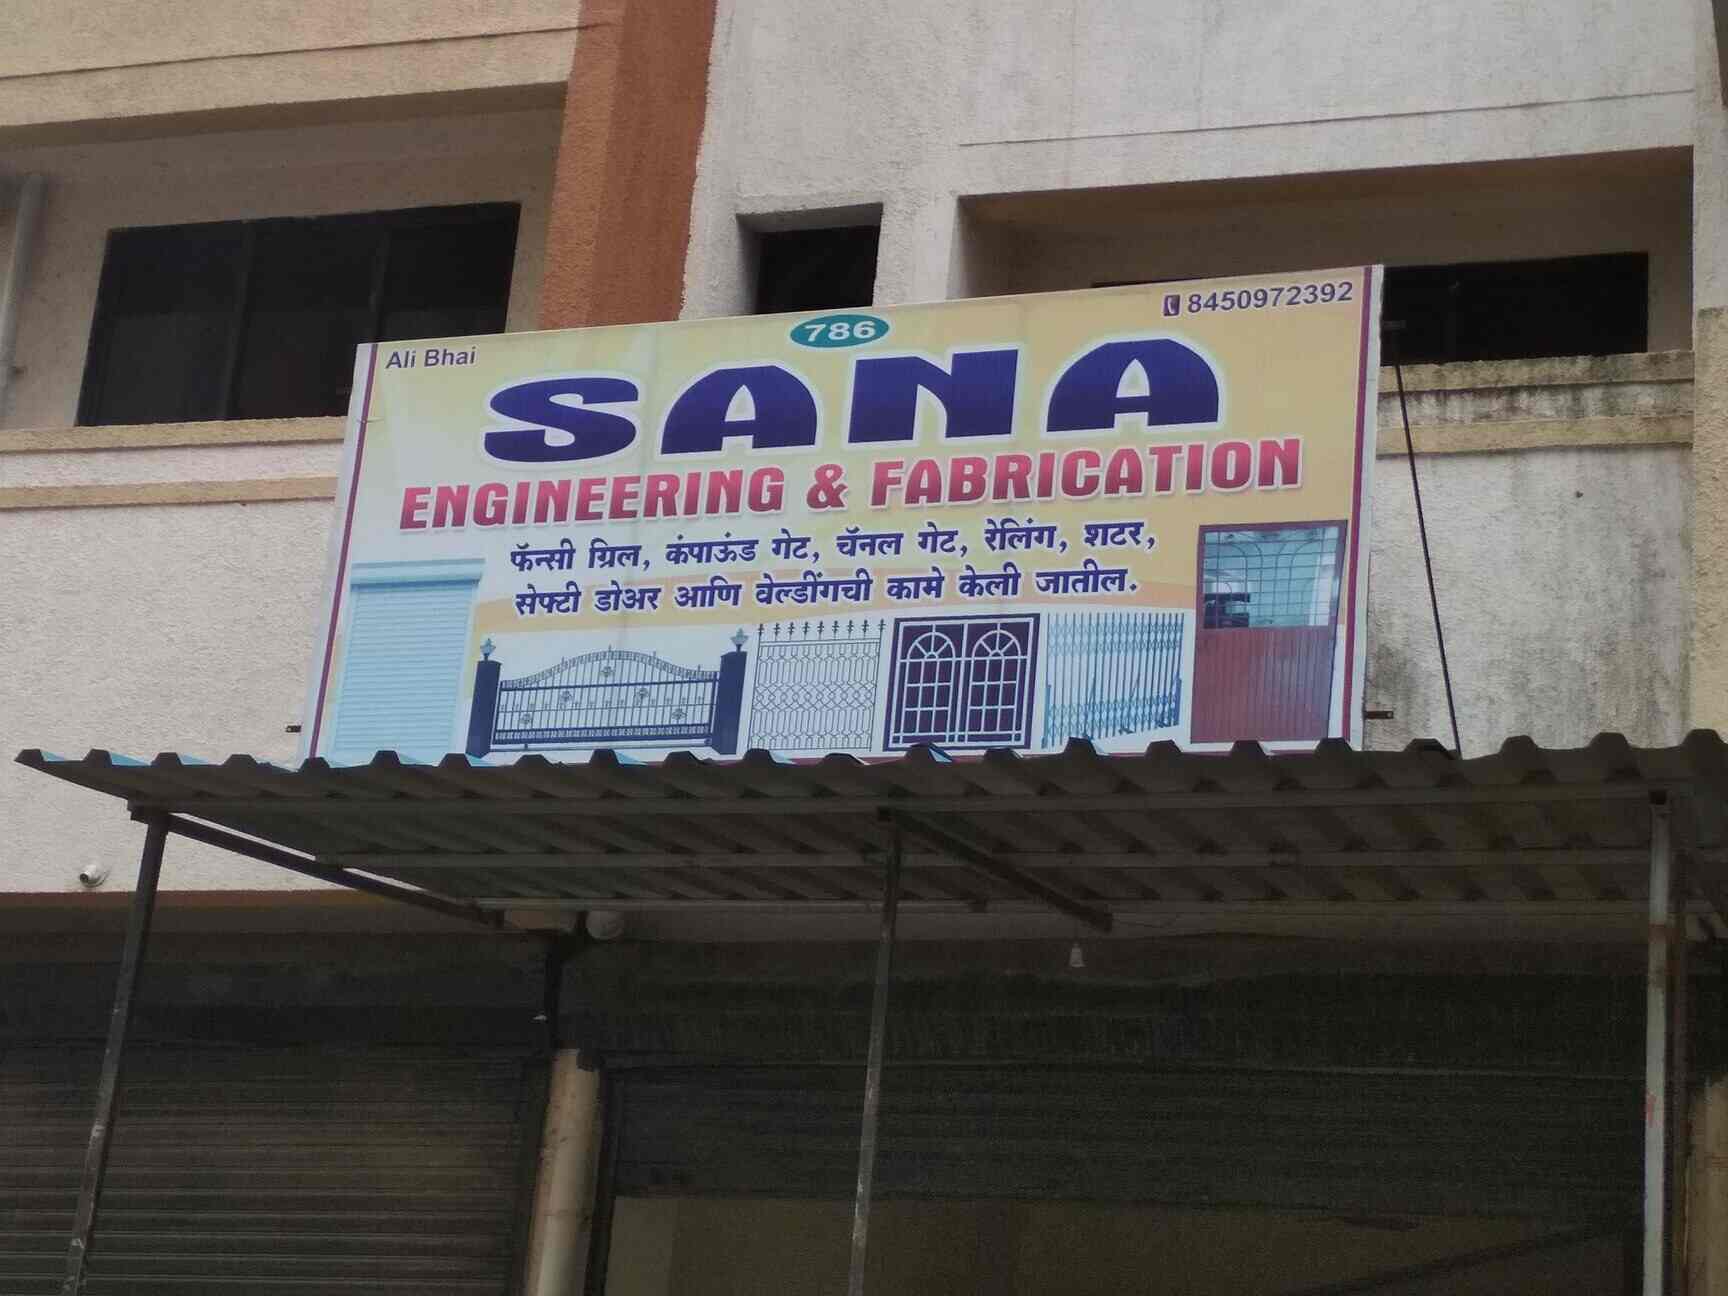 786
8450972392
Ali Bhai
SANA
ENGINEERING & FABRICATION
फॅन्सी ग्रिल, कंपाऊंड गेट, चॅनल गेट, रेलिंग, शटर,
सेफ्टी डोअर आणि वेल्डींगची कामे केली जातील.